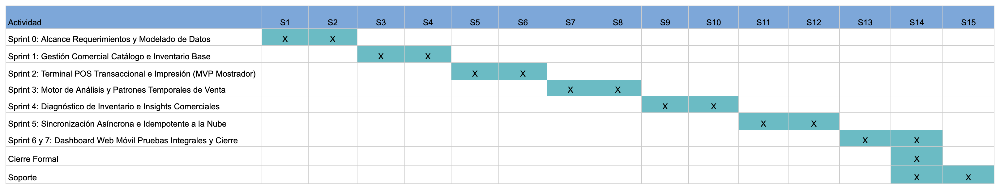 Actividad S1 S2 S3 S4 S5 S6 S7 S8 S9 S10 S11 S12 S13 S14 S15
Sprint 0: Alcance Requerimientos y Modelado de Datos X X
Sprint 1: Gestión Comercial Catálogo e Inventario Base X X
Sprint 2: Terminal POS Transaccional e Impresión (MVP Mostrador) X X
Sprint 3: Motor de Análisis y Patrones Temporales de Venta X X
Sprint 4: Diagnóstico de Inventario e Insights Comerciales X X
Sprint 5: Sincronización Asíncrona e Idempotente a la Nube X X
Sprint 6 y 7: Dashboard Web Móvil Pruebas Integrales y Cierre X X
Cierre Formal X
Soporte X X